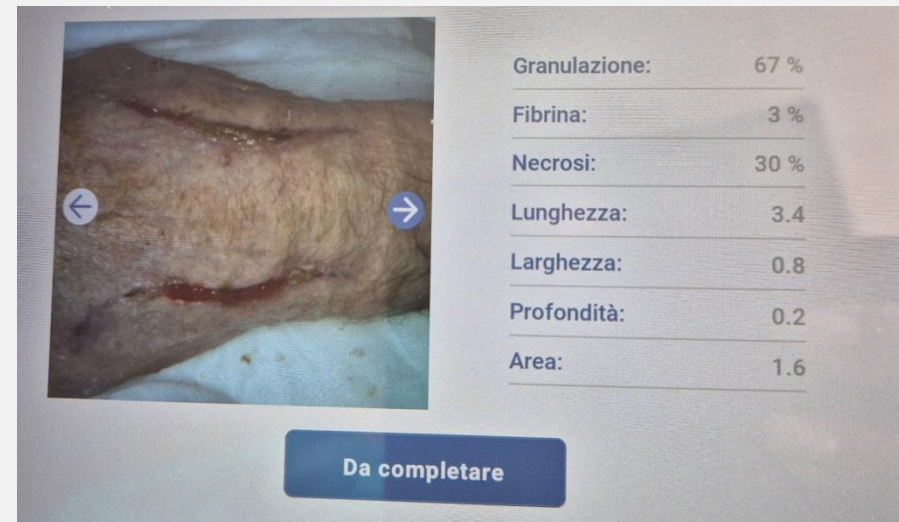 Granulazione: 67 %
Fibrina: 3 %
Necrosi: 30 %
Lunghezza: 3.4
Larghezza: 0.8
Profondità: 0.2
Area: 1.6
Da completare